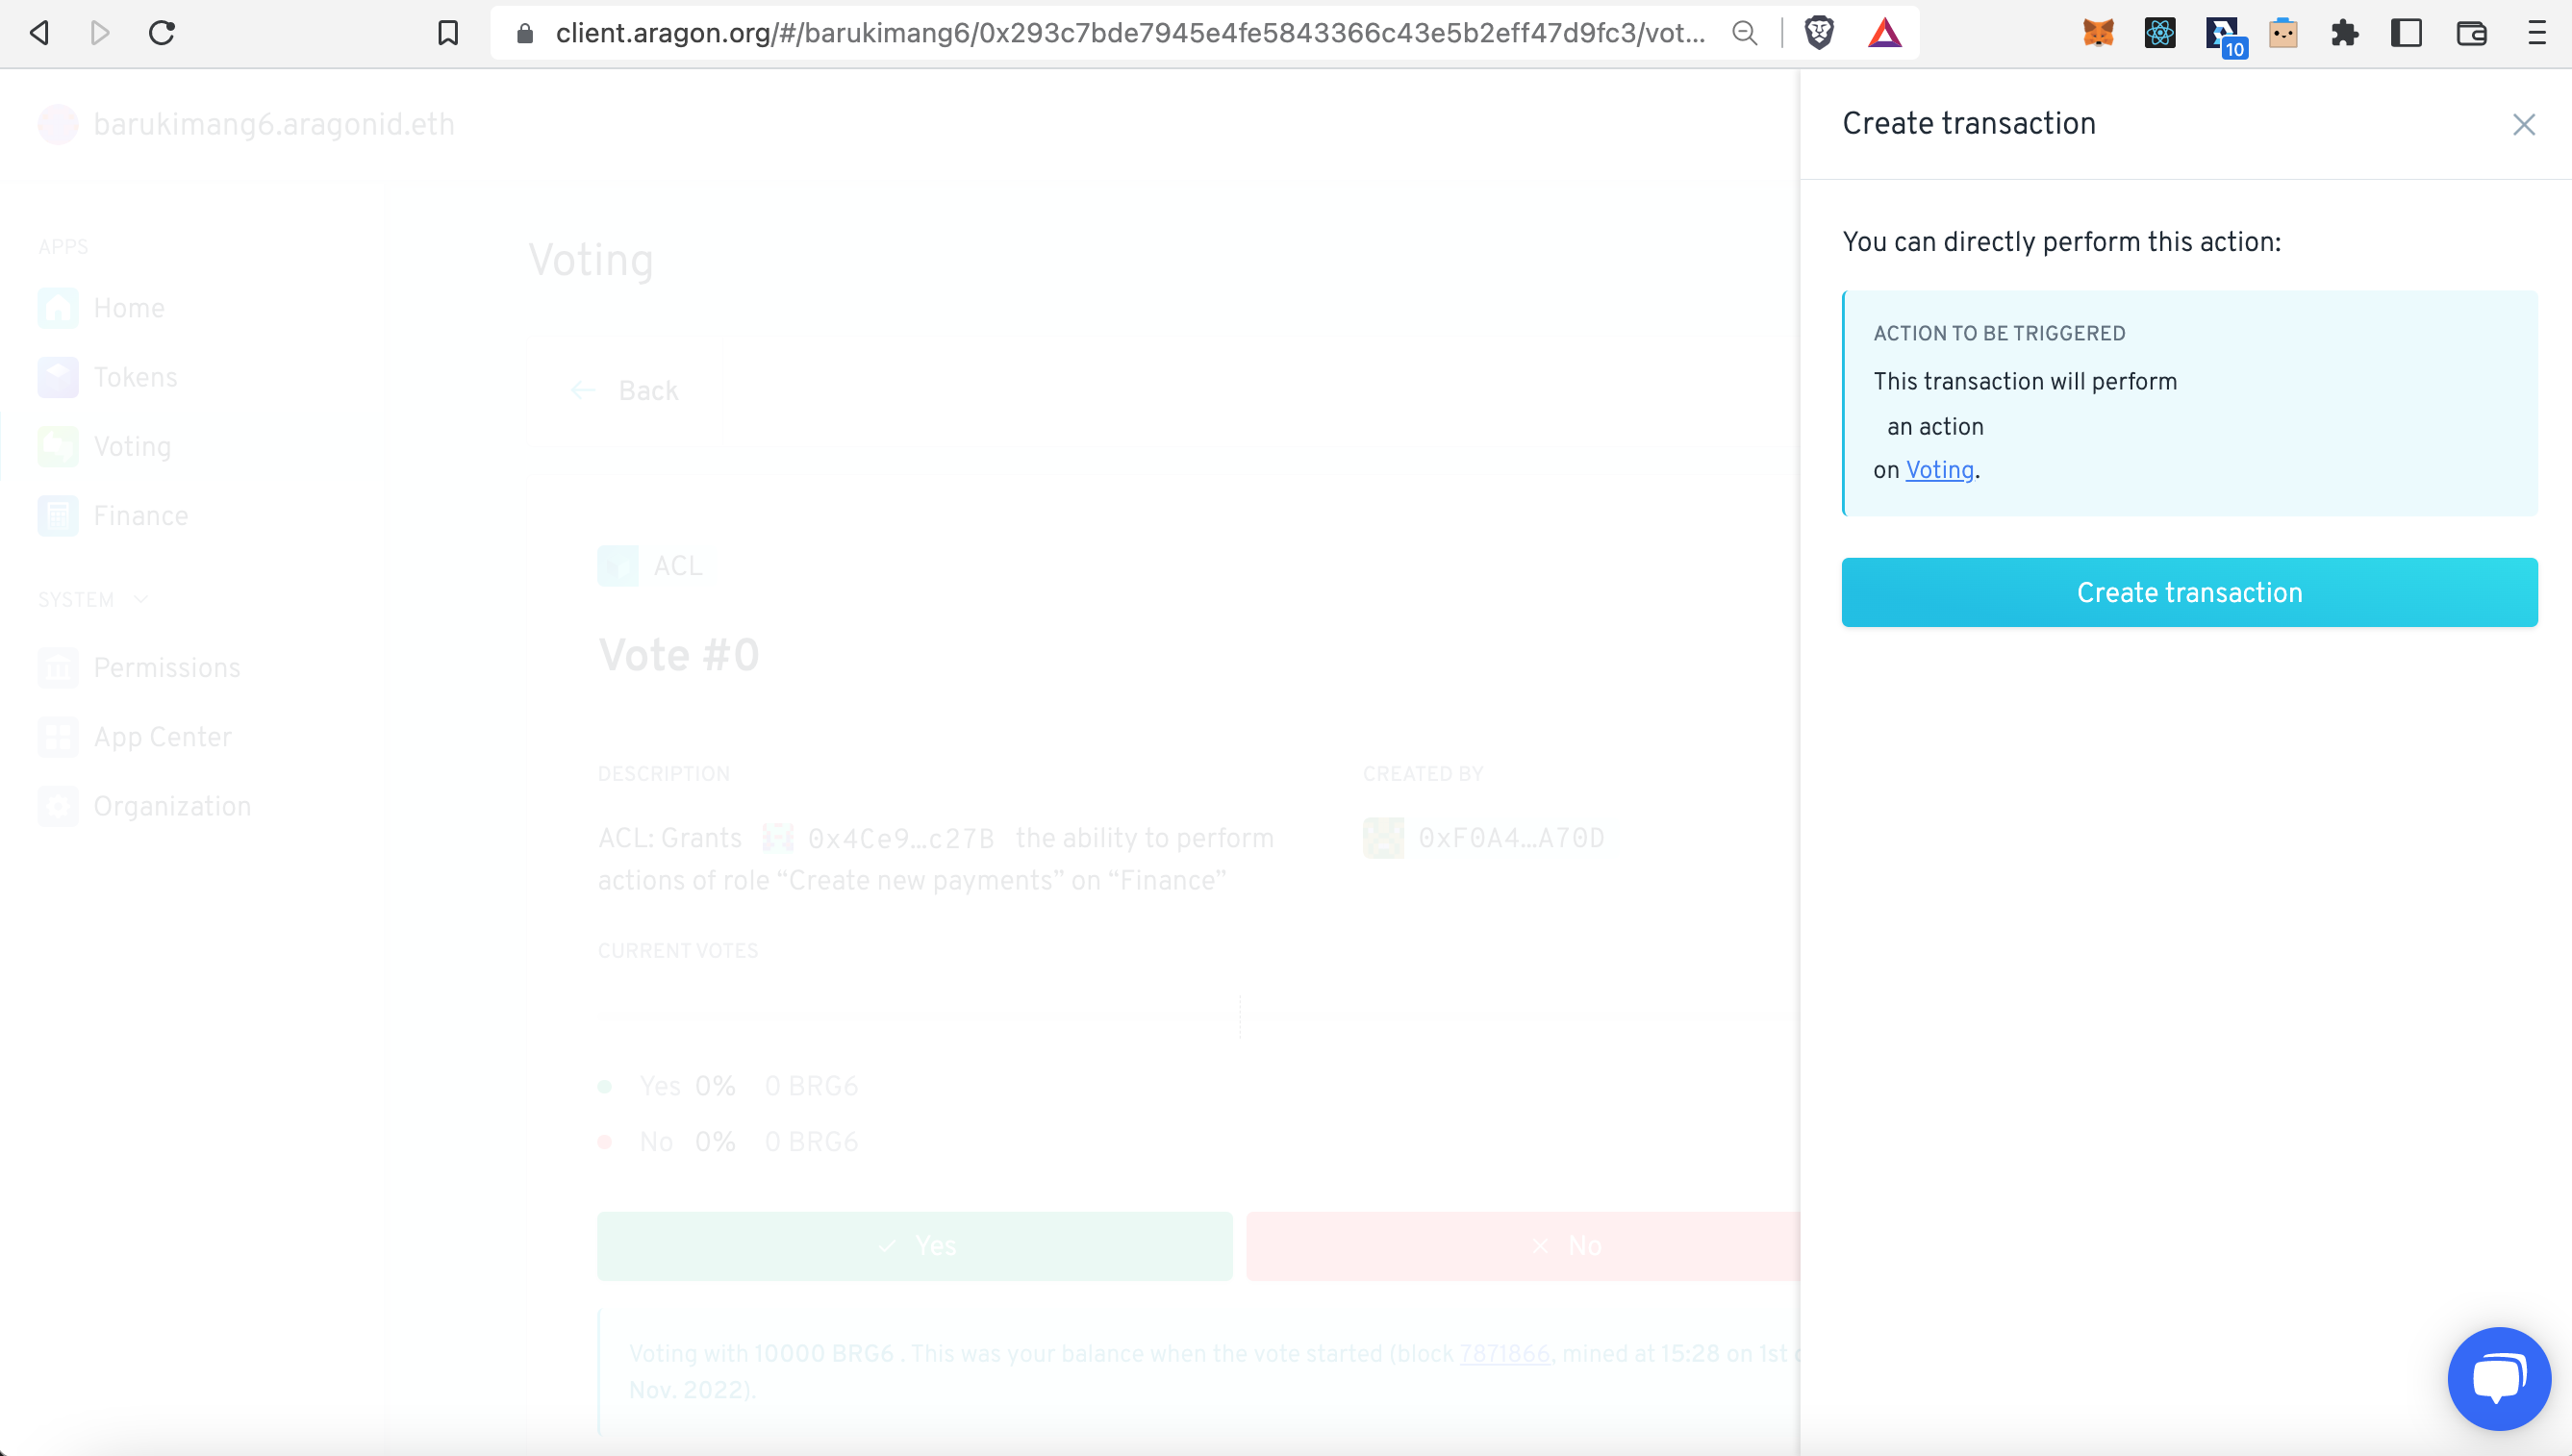 client.aragon.org/#/barukimang6/0x293c7bde7945e4fe5843366c43e5b2eff47d9fc3/vot...
10
barukimang6.aragonid.eth
APPS
Home
Tokens
Voting
Finance
SYSTEM
Permissions
App Center
Organization
Voting
Back
ACL
Vote #0
DESCRIPTION
ACL: Grants 0x4Ce9…c27B the ability to perform
actions of role “Create new payments” on “Finance”
CREATED BY
0xF0A4…A70D
CURRENT VOTES
Yes 0% 0 BRG6
No 0% 0 BRG6
Yes
No
Voting with 10000 BRG6 . This was your balance when the vote started (block 7871866, mined at 15:28 on 1st
Nov. 2022).
Create transaction
You can directly perform this action:
ACTION TO BE TRIGGERED
This transaction will perform
an action
on Voting.
Create transaction